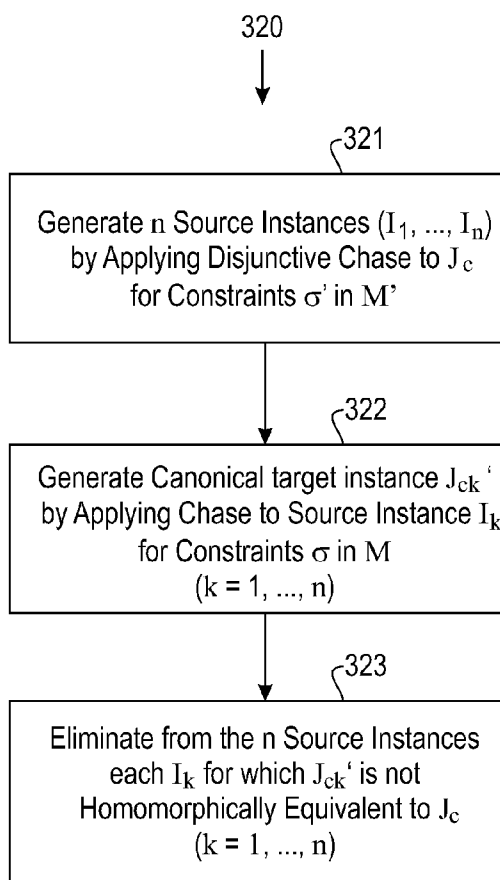 320
321
Generate n Source Instances (I₁, ..., Iₙ)
by Applying Disjunctive Chase to J꜀
for Constraints σ' in M'
322
Generate Canonical target instance Jck'
by Applying Chase to Source Instance Iₖ
for Constraints σ in M
(k = 1, ..., n)
323
Eliminate from the n Source Instances
each Iₖ for which Jck' is not
Homomorphically Equivalent to J꜀
(k = 1, ..., n)